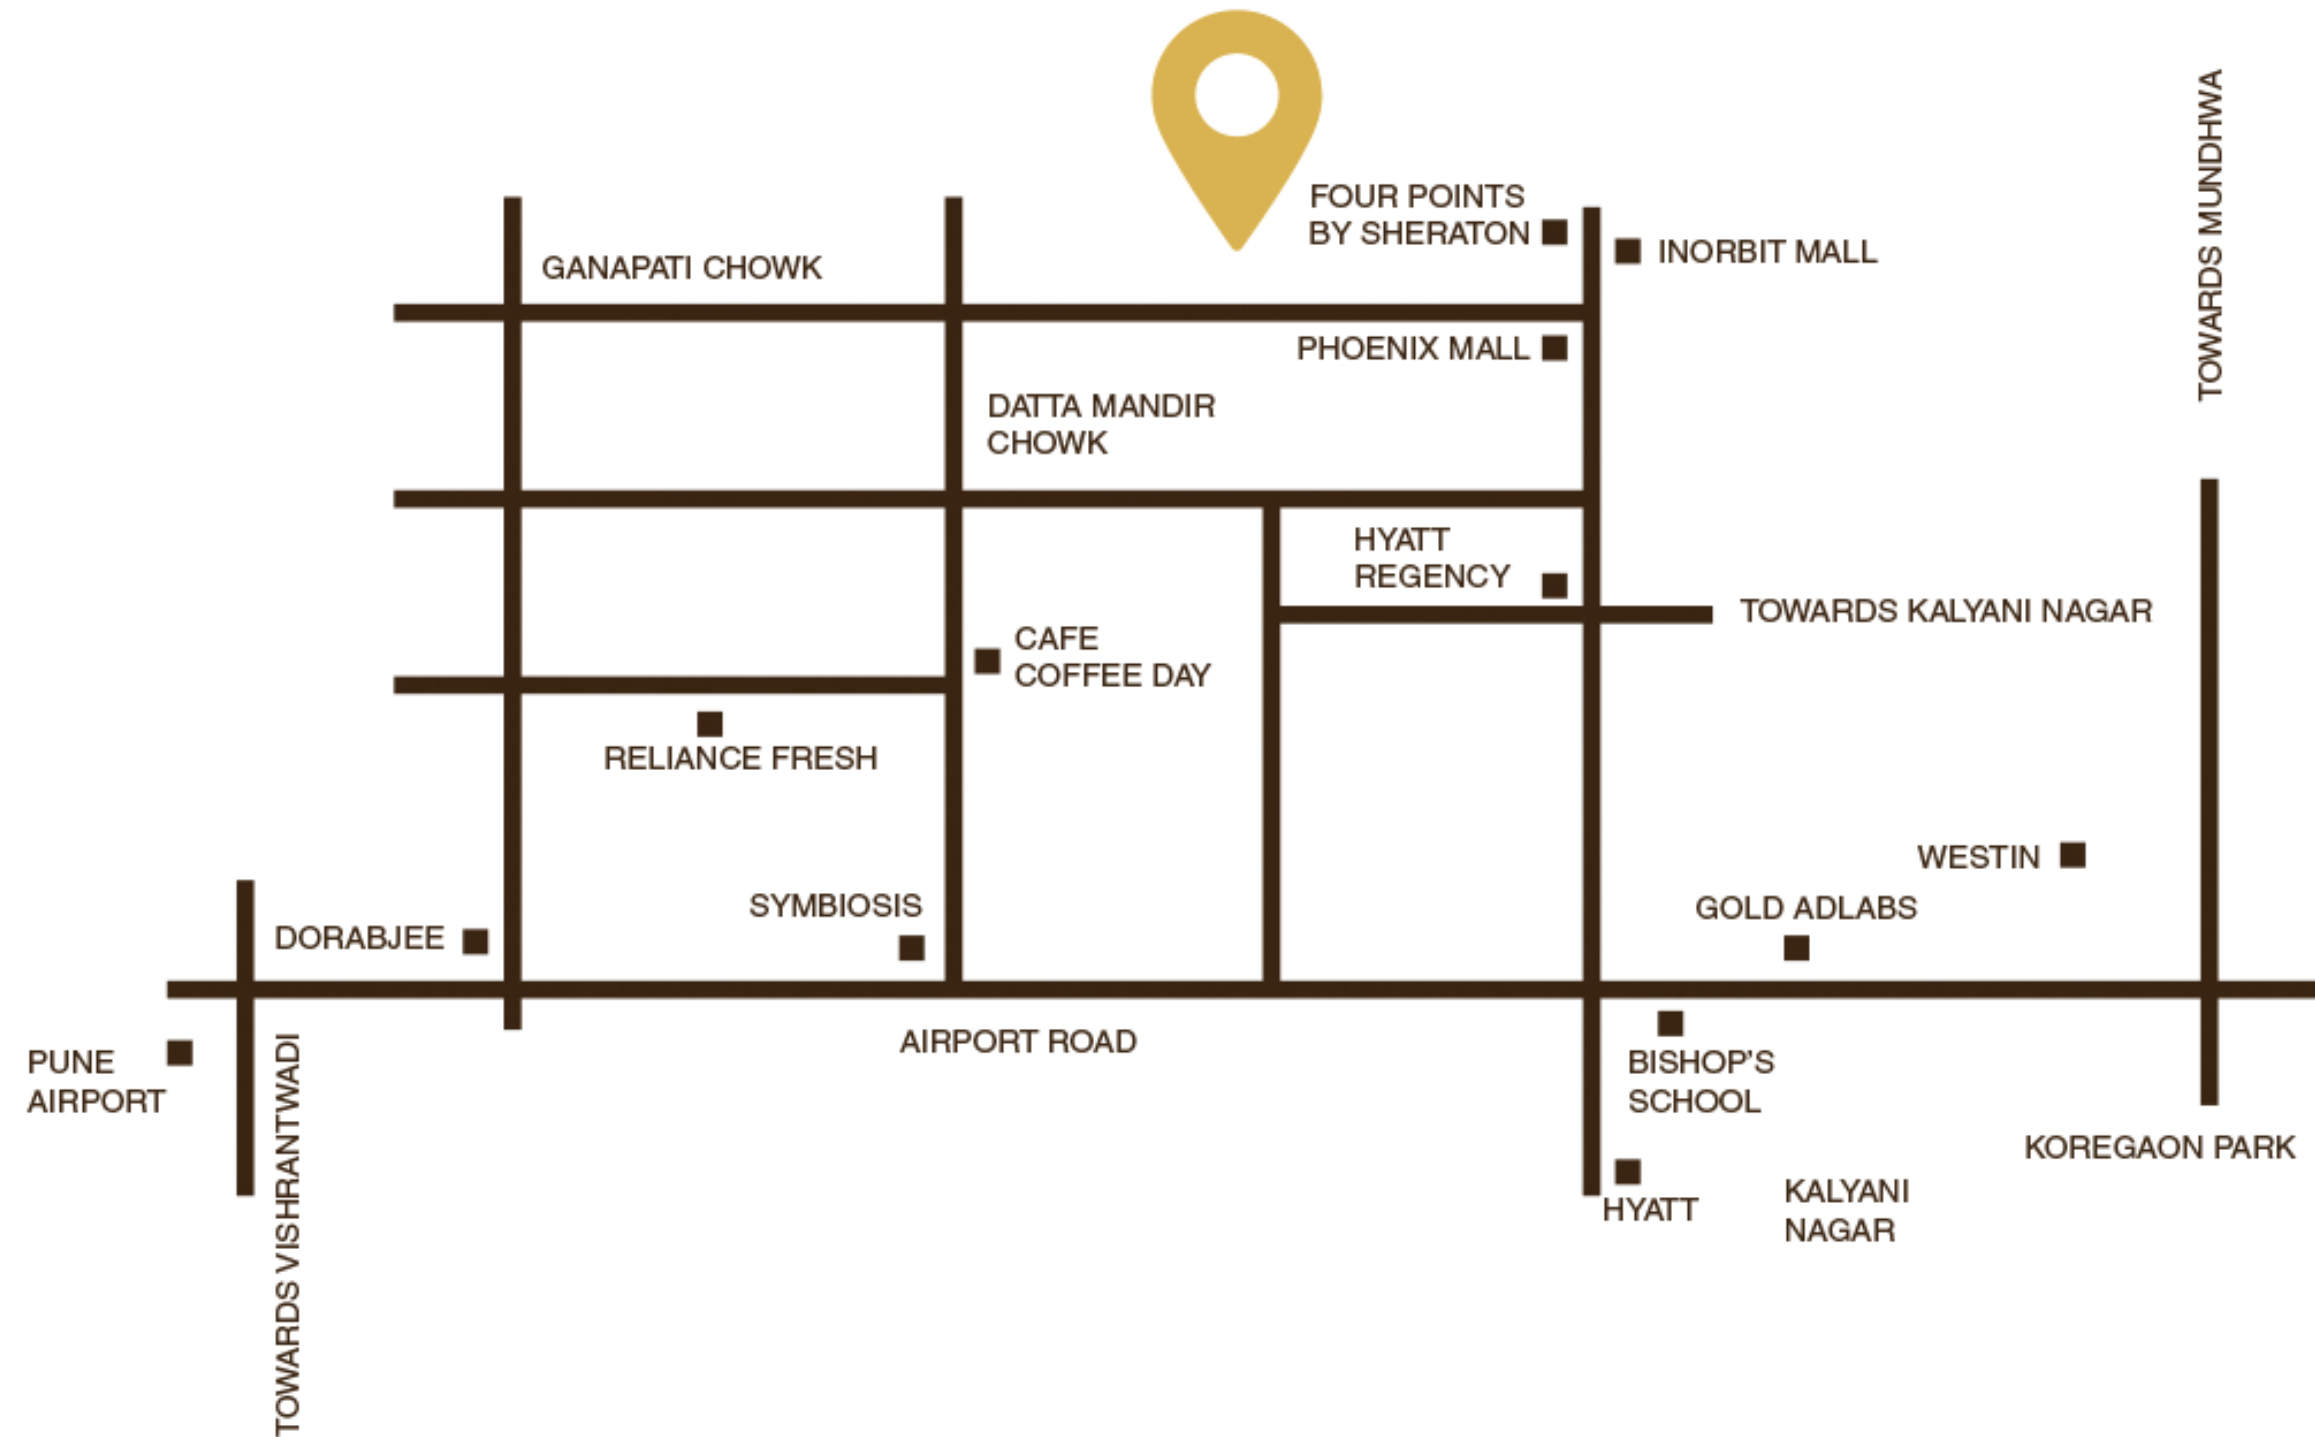 TOWARDS MUNDHWA
FOUR POINTS
BY SHERATON
INORBIT MALL
GANAPATI CHOWK
PHOENIX MALL
DATTA MANDIR
CHOWK
HYATT
REGENCY
TOWARDS KALYANI NAGAR
CAFE
COFFEE DAY
RELIANCE FRESH
WESTIN
SYMBIOSIS
GOLD ADLABS
DORABJEE
AIRPORT ROAD
PUNE
AIRPORT
TOWARDS VISHRANTWADI
BISHOP’S
SCHOOL
KOREGAON PARK
HYATT
KALYANI
NAGAR